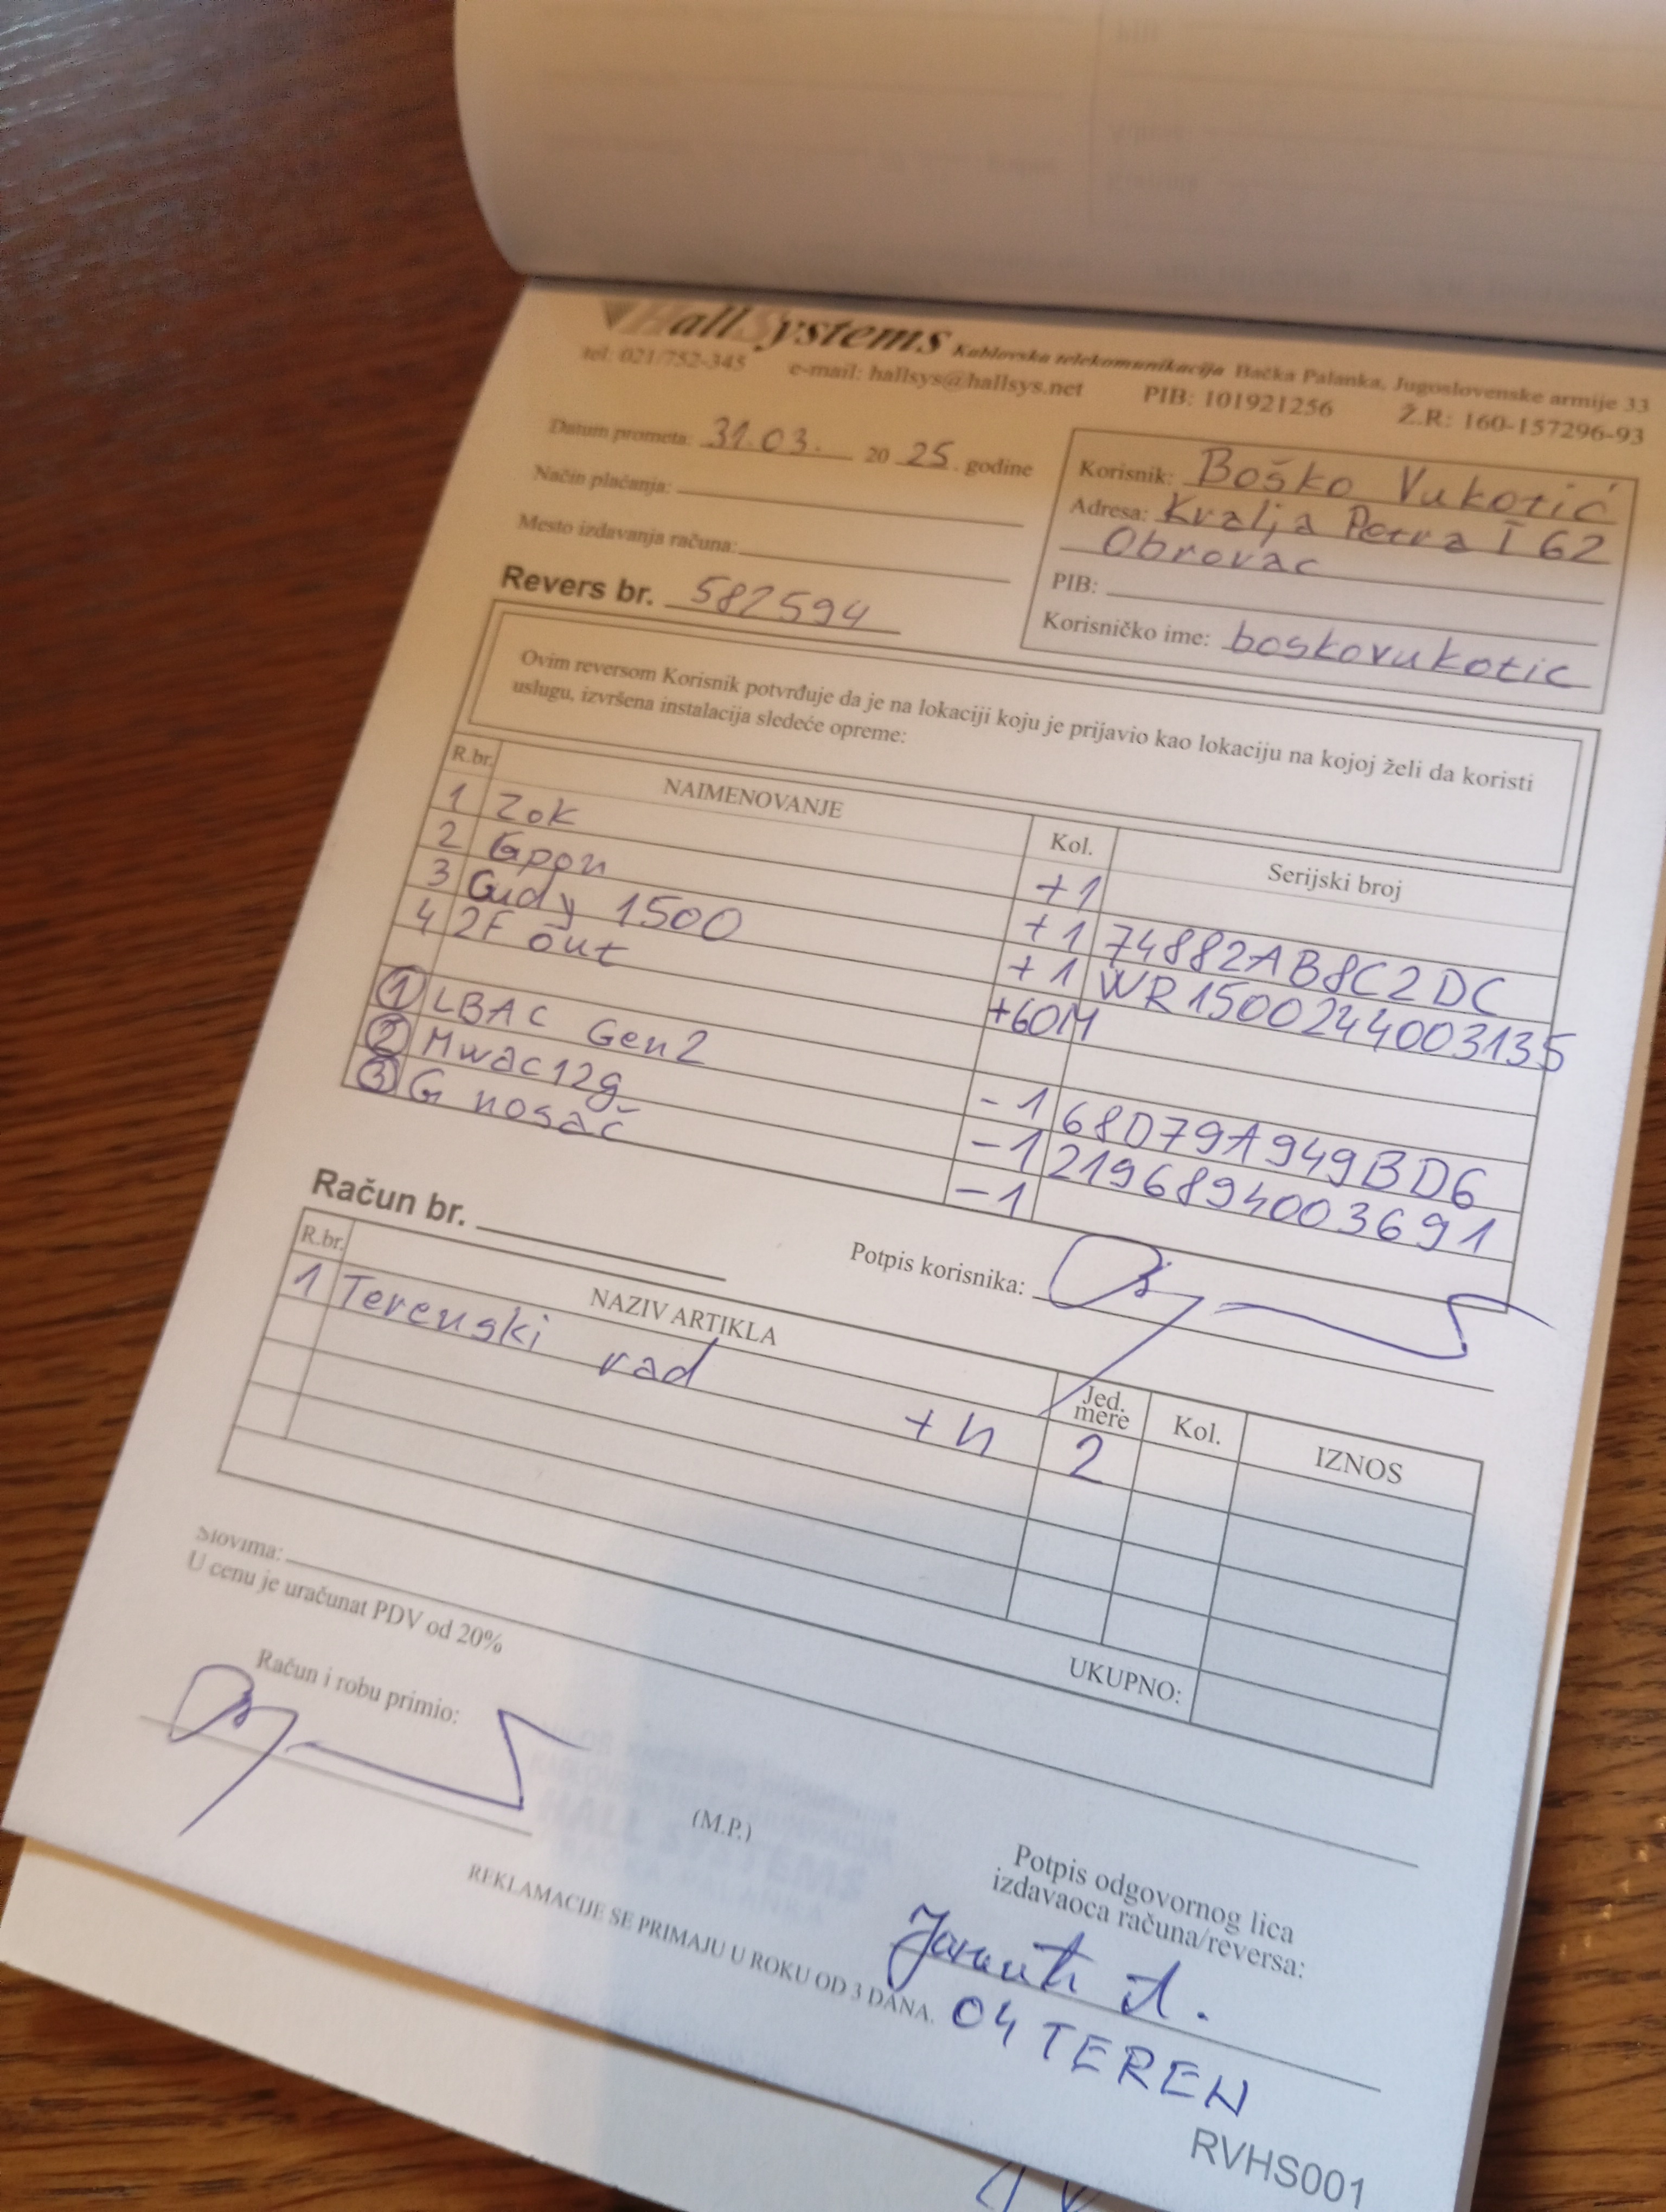 HallSystems Kablovska telekomunikacija Bačka Palanka, Jugoslovenske armije 33
tel: 021/752-345 e-mail: hallsys@hallsys.net PIB: 101921256 Ž.R: 160-157296-93
Datum prometa: 31.03. 20 25. godine
Način plaćanja:
Mesto izdavanja računa:
Revers br. 582594
Korisnik: Boško Vukotić
Adresa: Kralja Petra I 62
Obrovac
PIB:
Korisničko ime: boskovukotic
Ovim reversom Korisnik potvrđuje da je na lokaciji koju je prijavio kao lokaciju na kojoj želi da koristi
uslugu, izvršena instalacija sledeće opreme:
R.br. NAIMENOVANJE Kol. Serijski broj
1 Zok +1
2 Gpon +1 74882AB8C2DC
3 Gudy 1500 +1 WR1500244003135
4 2F out +60M
1 LBAC Gen2 -1 68D79A949BD6
2 Mwac12g -1 2196894003691
3 G nosač -1
Potpis korisnika:
Račun br.
R.br. NAZIV ARTIKLA Jed. mere Kol. IZNOS
1 Terenski rad +h 2
UKUPNO:
Slovima:
U cenu je uračunat PDV od 20%
Račun i robu primio:
(M.P.)
HALL SYSTEMS
BAČKA PALANKA
Potpis odgovornog lica
izdavaoca računa/reversa:
REKLAMACIJE SE PRIMAJU U ROKU OD 3 DANA.
04 TEREN
RVHS001